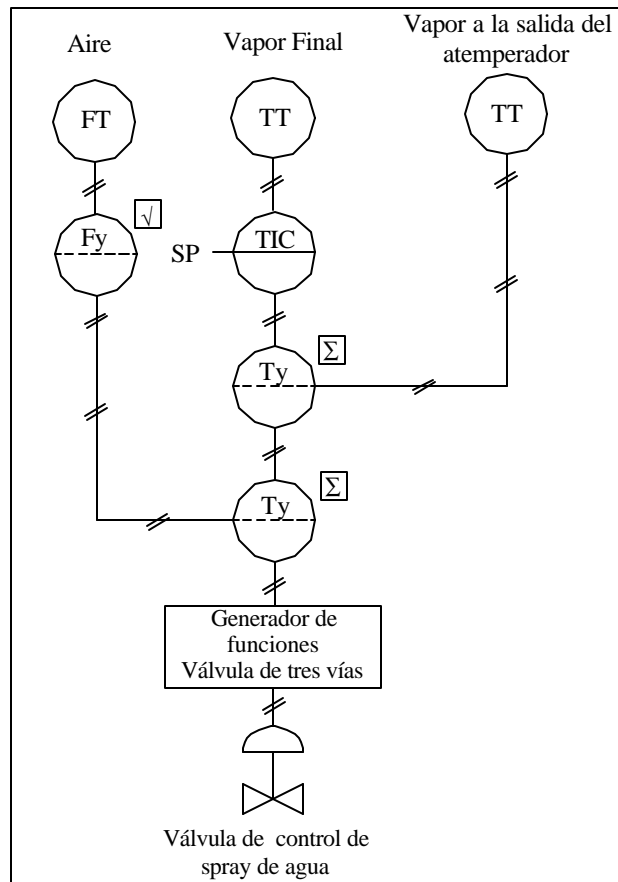 Aire
Vapor Final
Vapor a la salida del
atemperador
FT
TT
TT
√
Fy
SP
TIC
Σ
Ty
Σ
Ty
Generador de
funciones
Válvula de tres vías
Válvula de control de
spray de agua